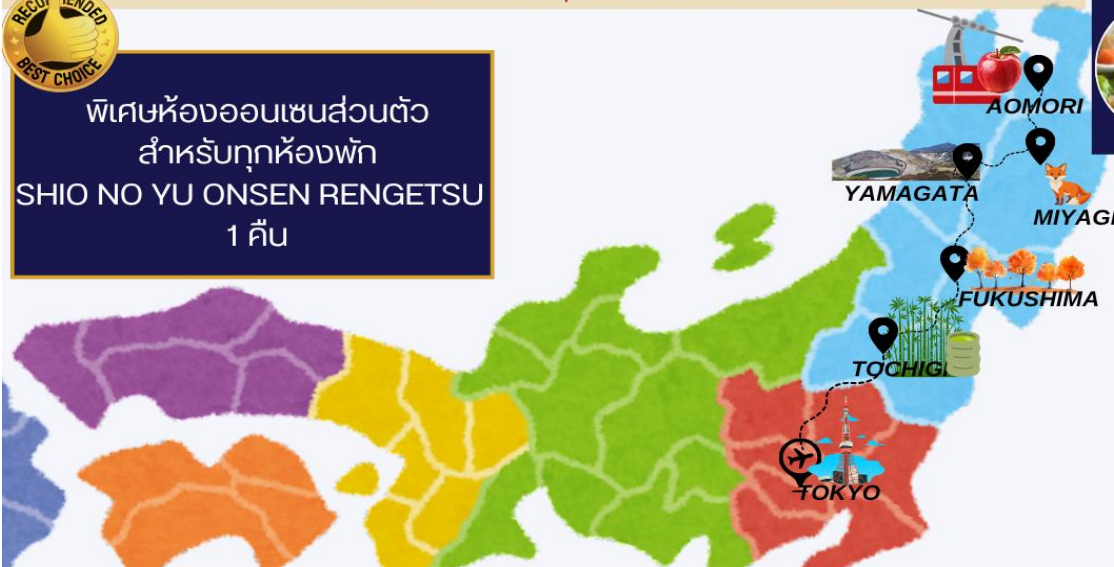 RECOMMENDED
BEST CHOICE
พิเศษห้องออนเซนส่วนตัว
สำหรับทุกห้องพัก
SHIO NO YU ONSEN RENGETSU
1 คืน
AOMORI
YAMAGATA
MIYAGI
FUKUSHIMA
TOCHIGI
TOKYO